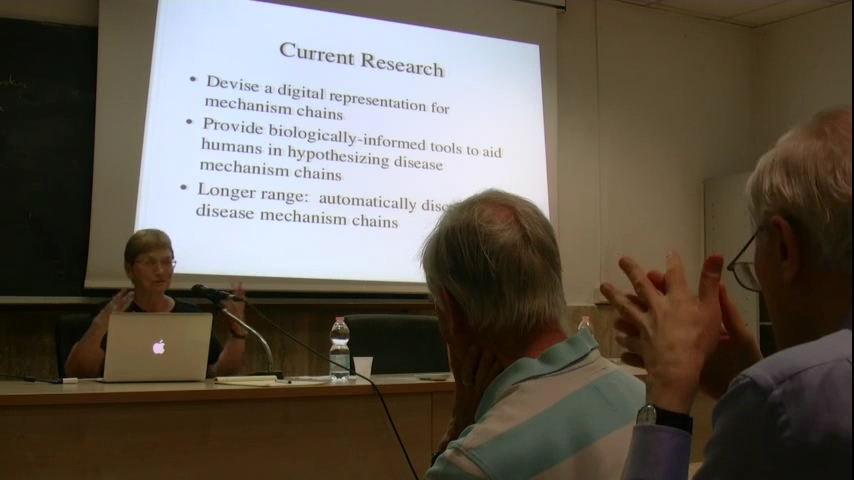 Current Research
• Devise a digital representation for
mechanism chains
• Provide biologically-informed tools to aid
humans in hypothesizing disease
mechanism chains
• Longer range: automatically
disease mechanism chains